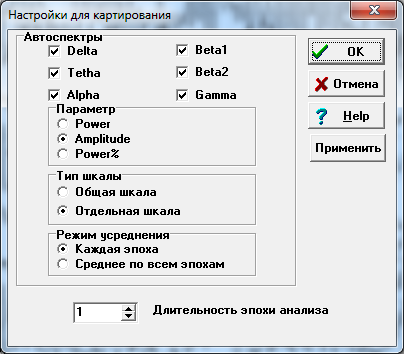 Настройки для картирования
Автоспектры
Delta
Beta1
OK
Tetha
Beta2
Отмена
Alpha
Gamma
Help
Параметр
Применить
Power
Amplitude
Power%
Тип шкалы
Общая шкала
Отдельная шкала
Режим усреднения
Каждая эпоха
Среднее по всем эпохам
1
Длительность эпохи анализа